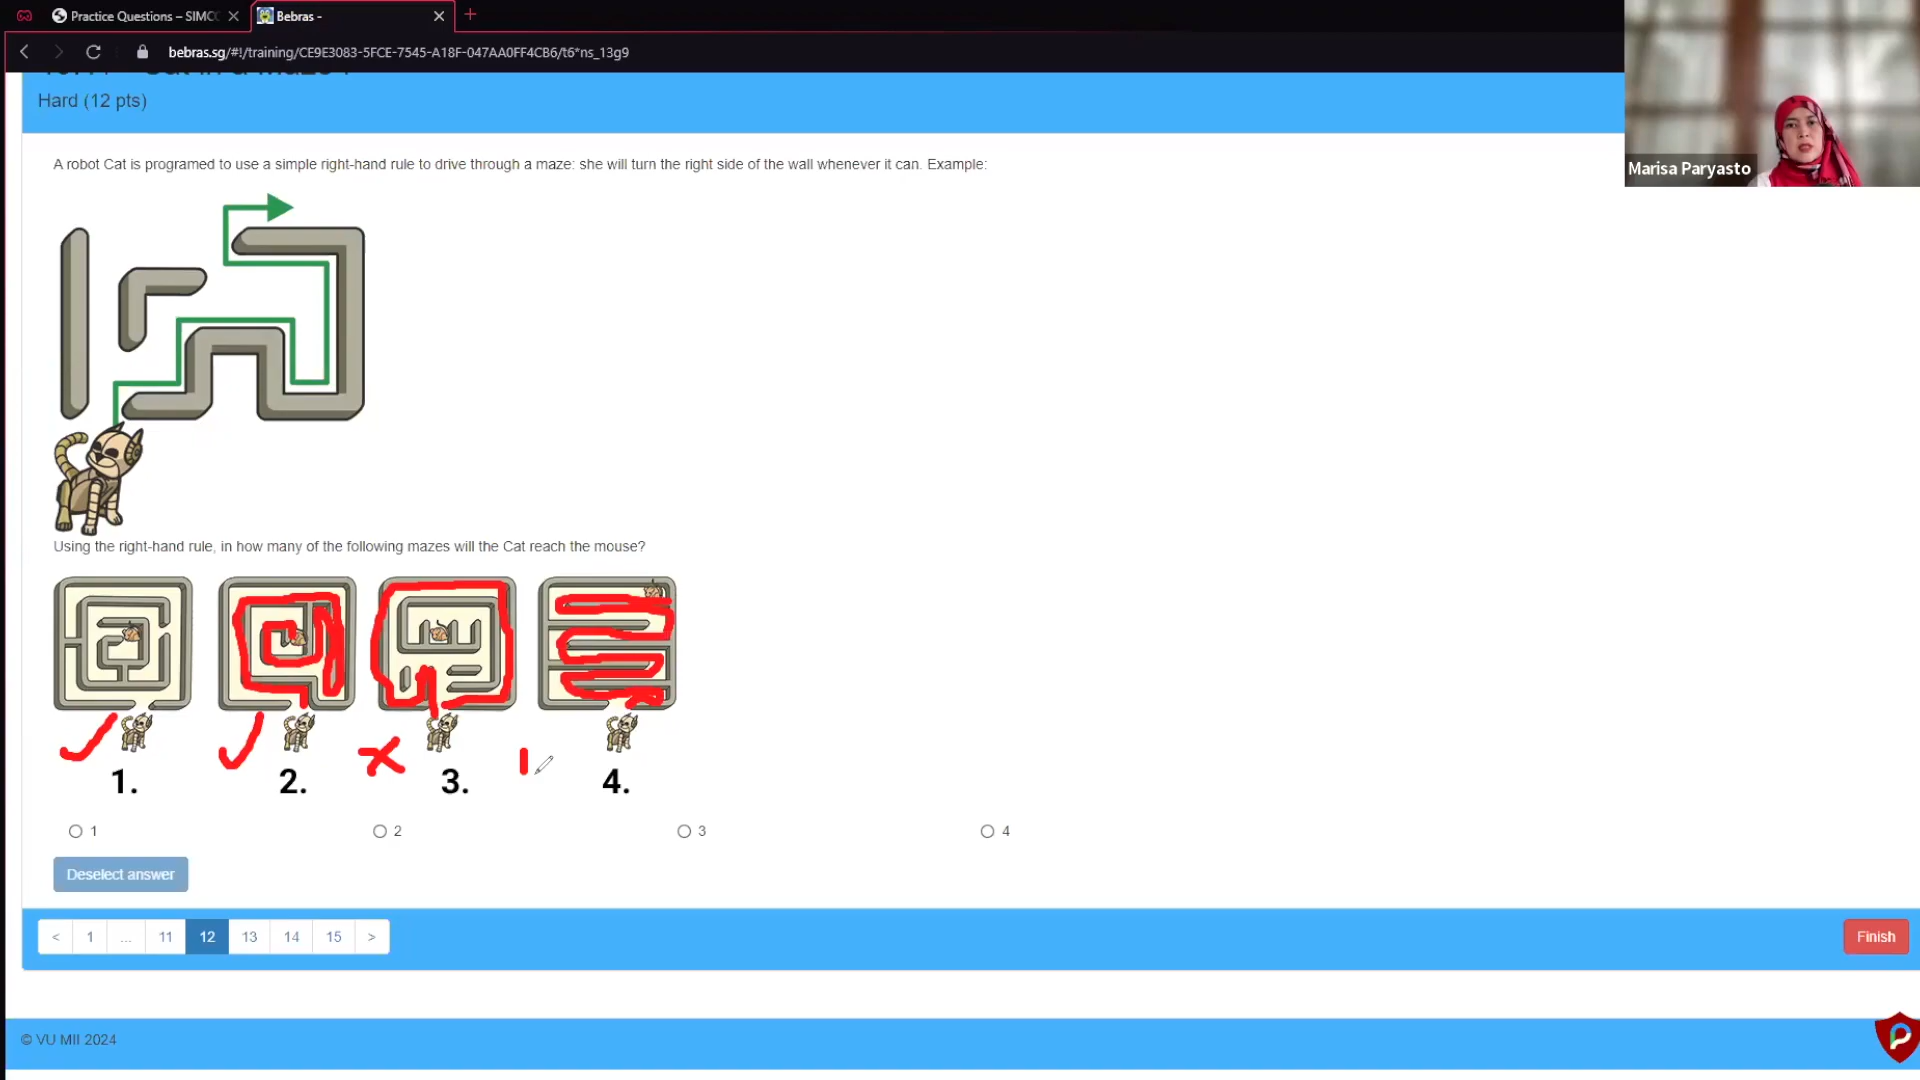 Practice Questions – SIMC
Bebras -
bebras.sg/#!/training/CE9E3083-5FCE-7545-A18F-047AA0FF4CB6/t6*ns_13g9
Hard (12 pts)
Marisa Paryasto
A robot Cat is programed to use a simple right-hand rule to drive through a maze: she will turn the right side of the wall whenever it can. Example:
Using the right-hand rule, in how many of the following mazes will the Cat reach the mouse?
1. 2. 3. 4.
1 2 3 4
Deselect answer
< 1 ... 11 12 13 14 15 >
Finish
© VU MII 2024